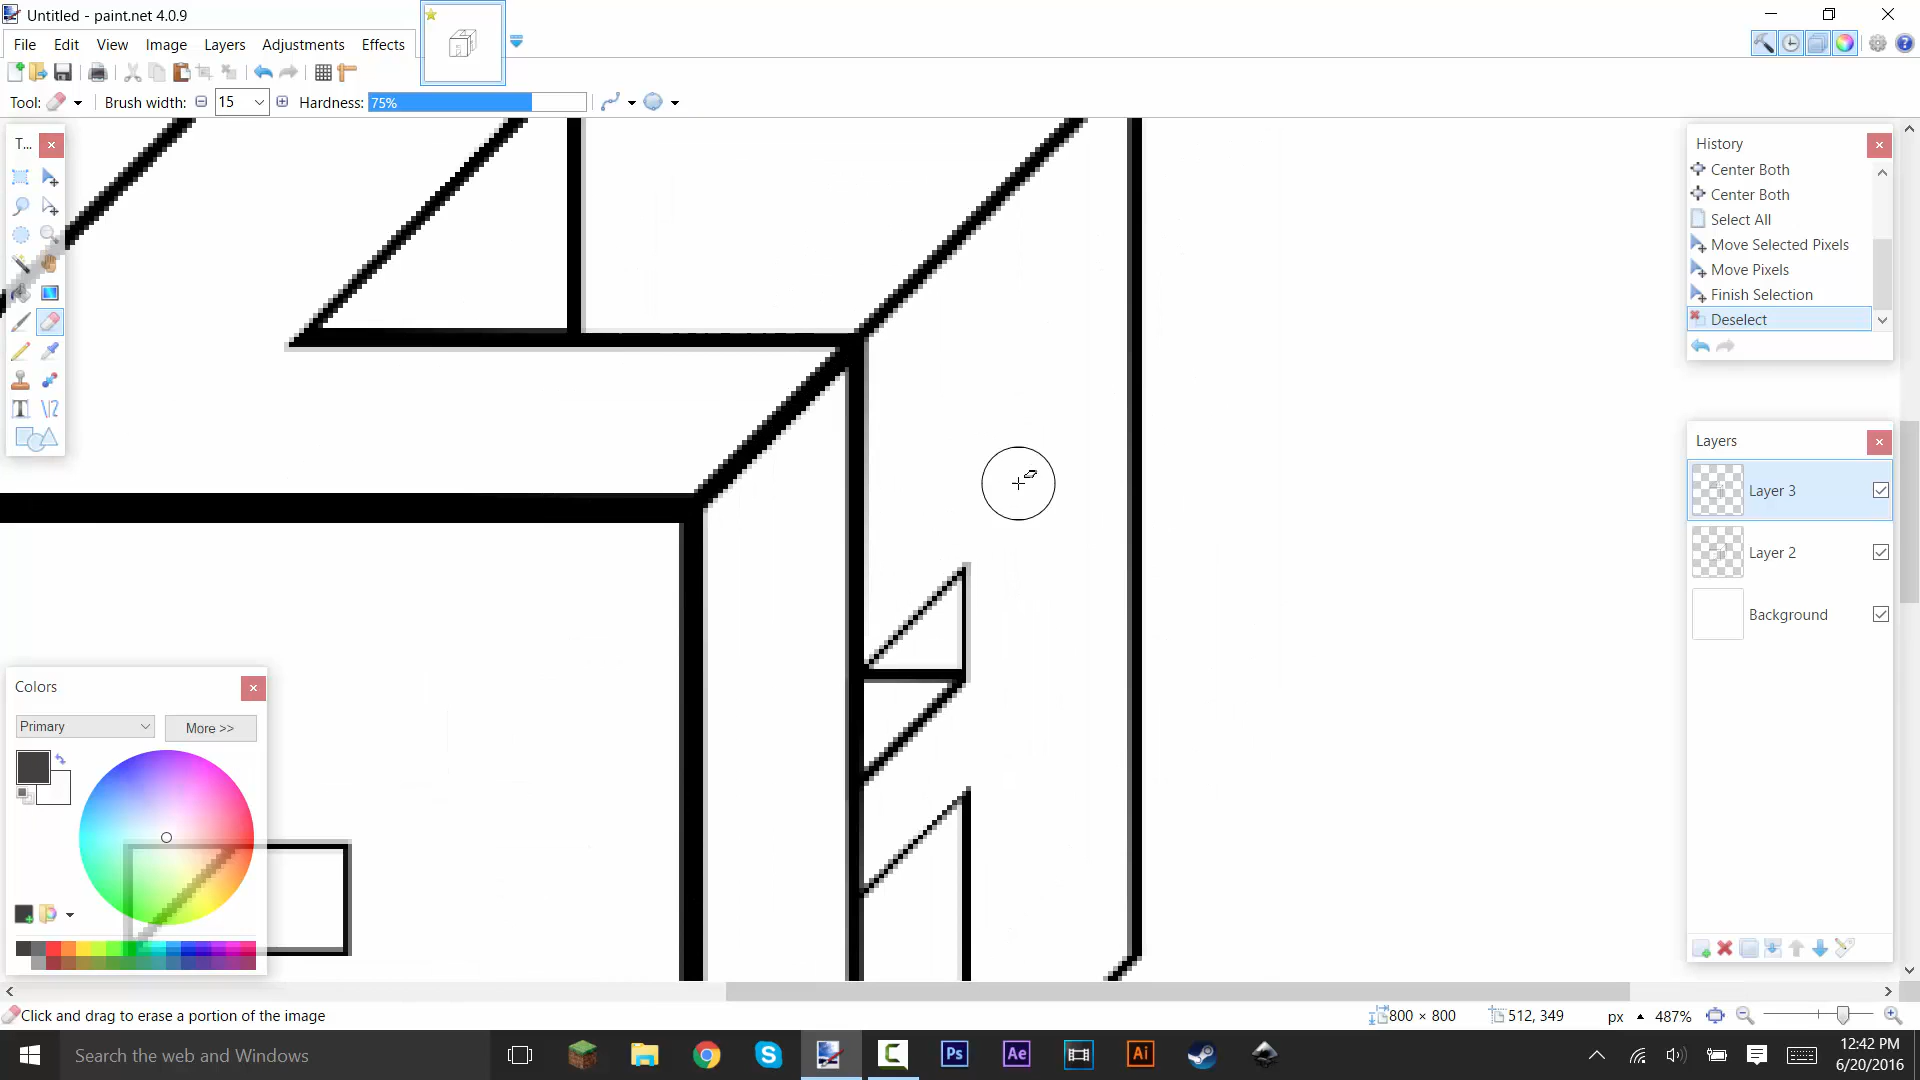 Untitled - paint.net 4.0.9
File Edit View Image Layers Adjustments Effects
Tool: Brush width: 15 Hardness: 75%
T...
History
Center Both
Center Both
Select All
Move Selected Pixels
Move Pixels
Finish Selection
Deselect
Layers
Layer 3
Layer 2
Background
Colors
Primary More >>
Click and drag to erase a portion of the image
800 × 800 512, 349 px 487%
Search the web and Windows
Ps Ae Ai
12:42 PM
6/20/2016